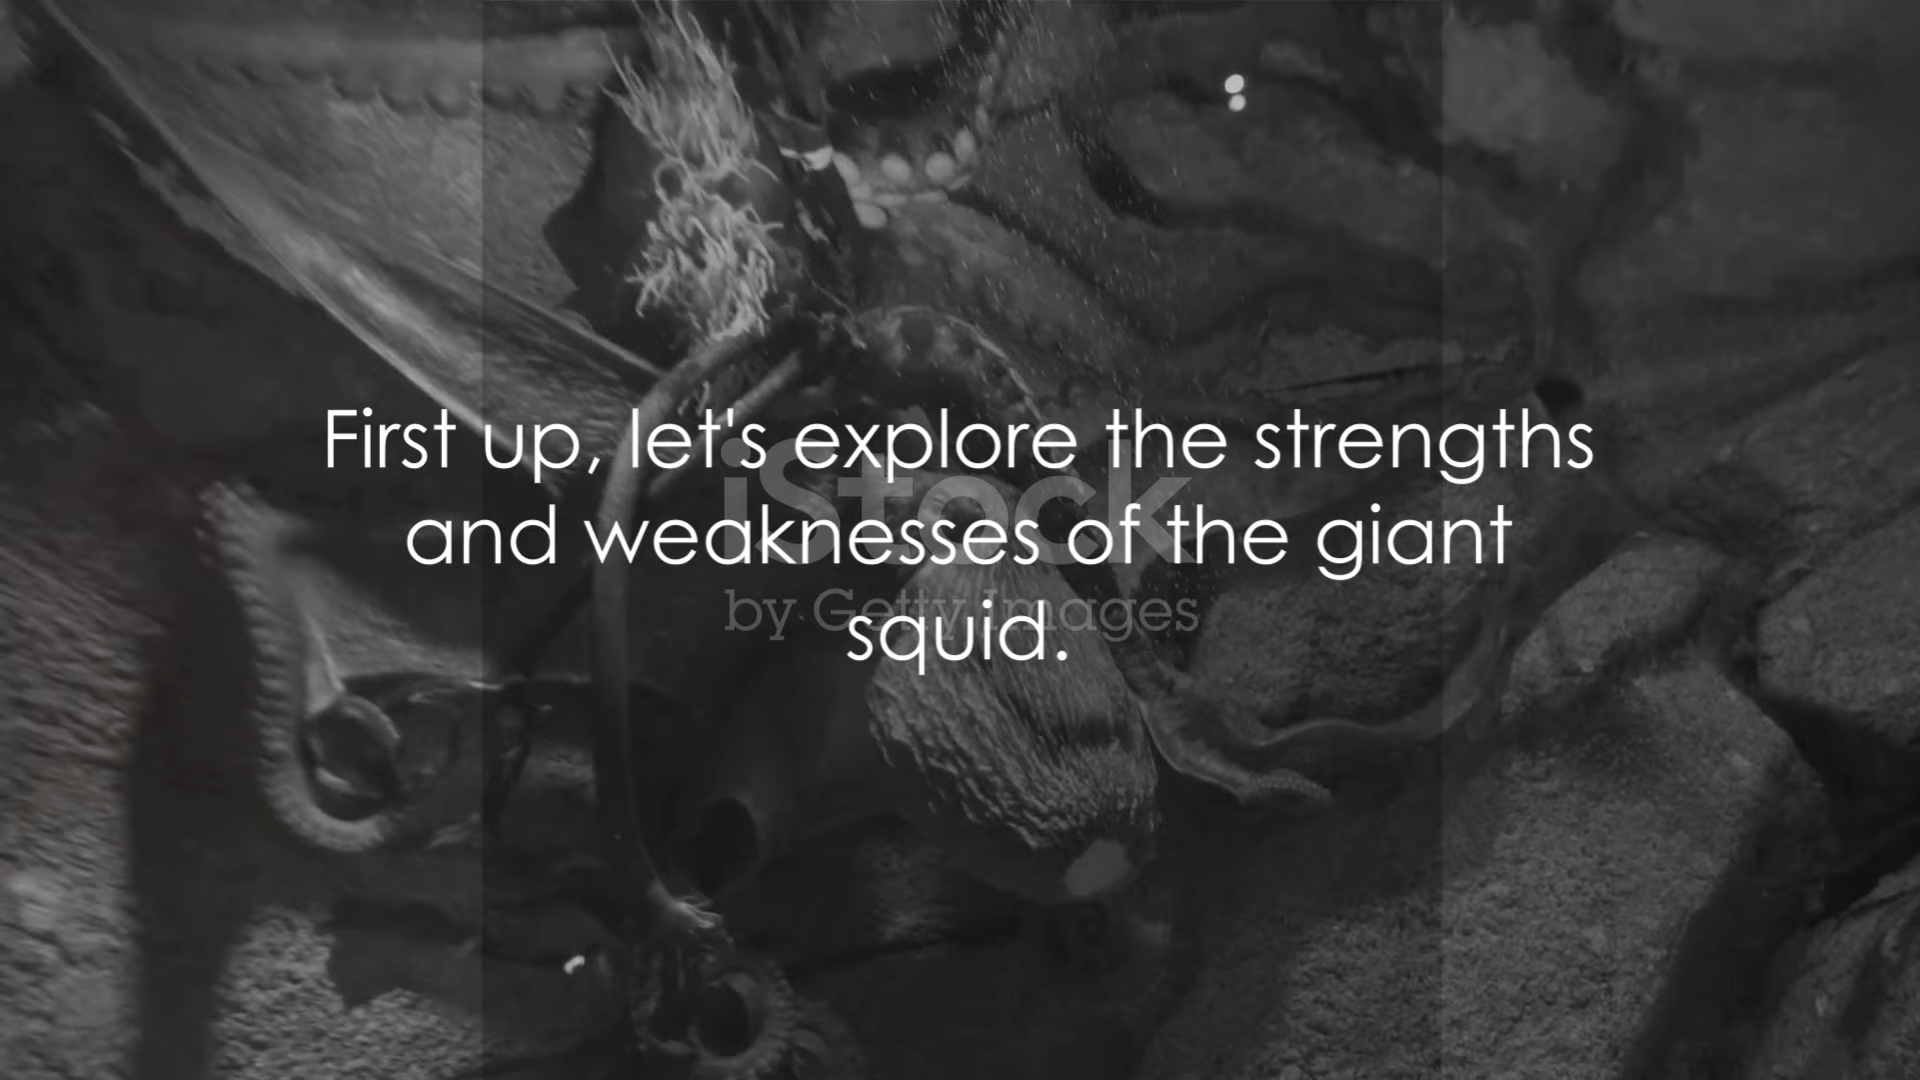 First up, let's explore the strengths
and weaknesses of the giant
squid.
iStock
by Getty Images